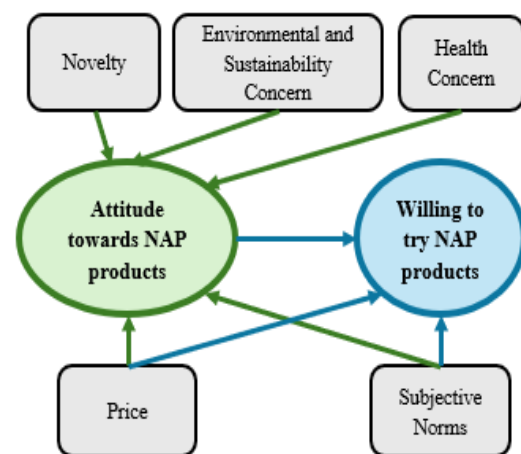 Novelty
Environmental and
Sustainability
Concern
Health
Concern
Attitude
towards NAP
products
Willing to
try NAP
products
Price
Subjective
Norms